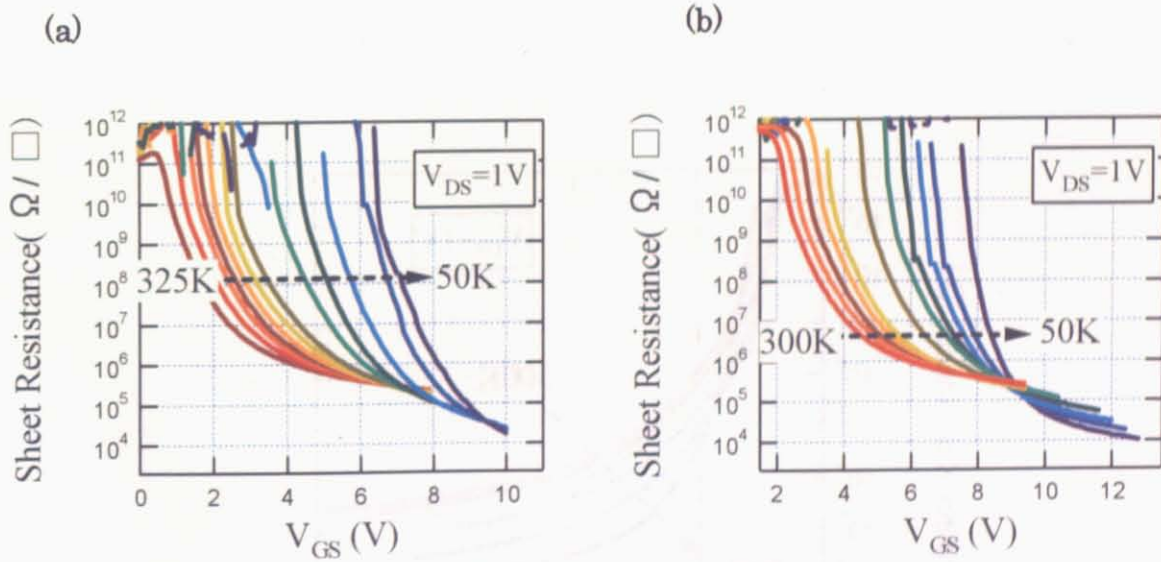 (a)
(b)
Sheet Resistance( Ω/□)
10¹²
10¹¹
10¹⁰
10⁹
10⁸
10⁷
10⁶
10⁵
10⁴
V_DS=1V
325K
50K
0 2 4 6 8 10
V_GS (V)
Sheet Resistance( Ω/□)
10¹²
10¹¹
10¹⁰
10⁹
10⁸
10⁷
10⁶
10⁵
10⁴
V_DS=1V
300K
50K
2 4 6 8 10 12
V_GS (V)